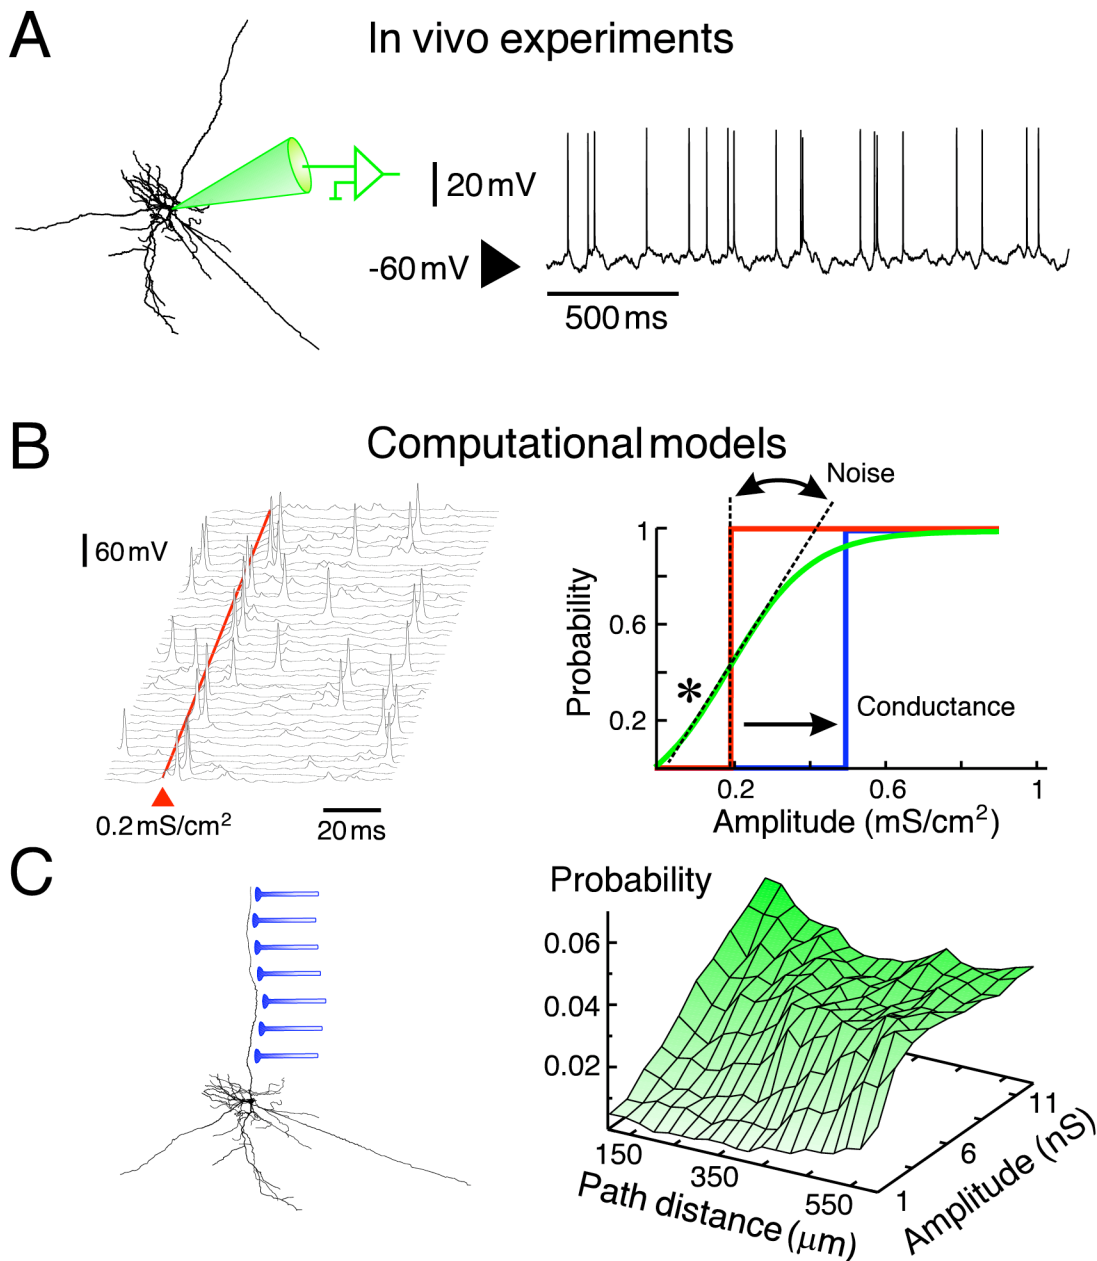 A
In vivo experiments
20 mV
-60 mV
500 ms
B
Computational models
Noise
60 mV
1
0.6
0.2
Probability
*
Conductance
0.2 0.6 1
Amplitude (mS/cm²)
0.2 mS/cm²
20 ms
C
Probability
0.06
0.04
0.02
150 350 550
Path distance (μm)
1 6 11
Amplitude (nS)